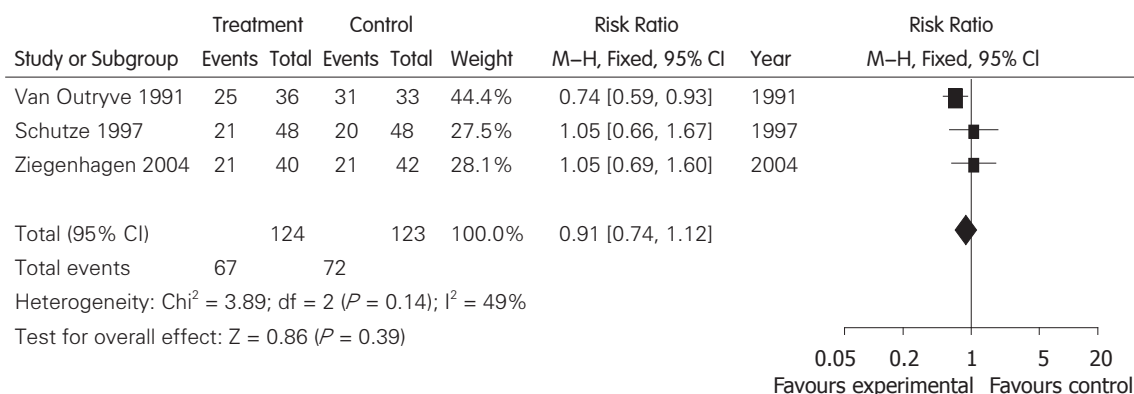 Treatment Control Risk Ratio Risk Ratio
Study or Subgroup Events Total Events Total Weight M–H, Fixed, 95% CI Year M–H, Fixed, 95% CI
Van Outryve 1991 25 36 31 33 44.4% 0.74 [0.59, 0.93] 1991
Schutze 1997 21 48 20 48 27.5% 1.05 [0.66, 1.67] 1997
Ziegenhagen 2004 21 40 21 42 28.1% 1.05 [0.69, 1.60] 2004
Total (95% CI) 124 123 100.0% 0.91 [0.74, 1.12]
Total events 67 72
Heterogeneity: Chi² = 3.89; df = 2 (P = 0.14); I² = 49%
Test for overall effect: Z = 0.86 (P = 0.39)
0.05 0.2 1 5 20
Favours experimental Favours control